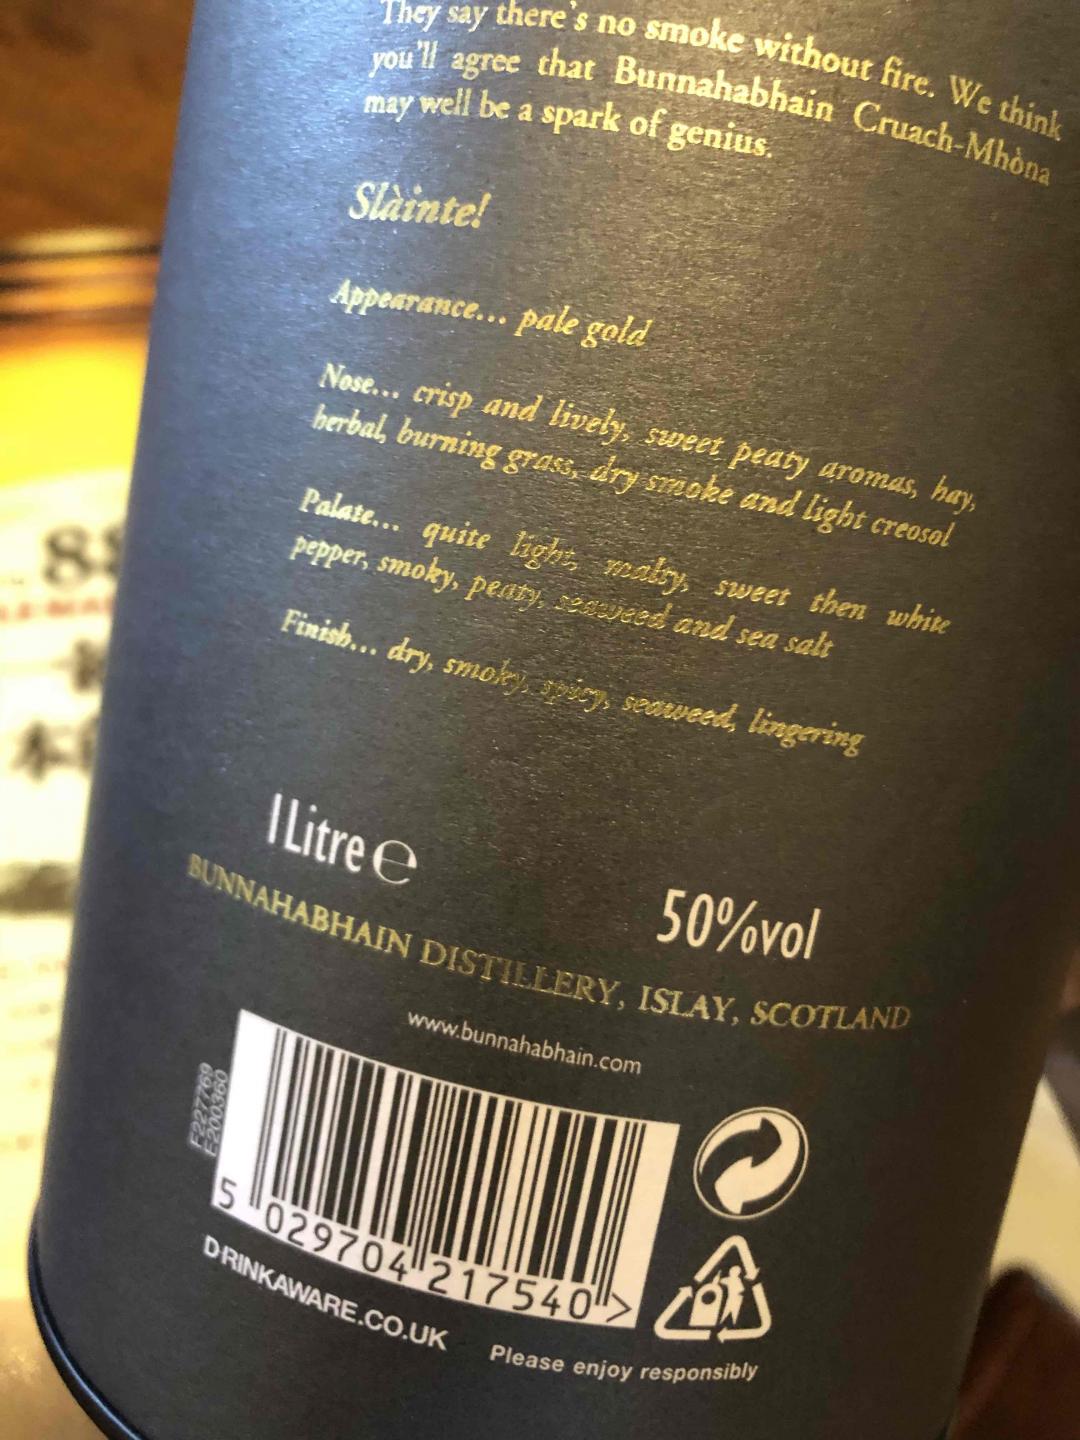 They say there's no smoke without fire. We think
you'll agree that Bunnahabhain Cruach-Mhòna
may well be a spark of genius.
Slàinte!
Appearance... pale gold
Nose... crisp and lively, sweet peaty aromas, hay,
herbal, burning grass, dry smoke and light creosol
Palate... quite light, malty, sweet then white
pepper, smoky, peaty, seaweed and sea salt
Finish... dry, smoky, spicy, seaweed, lingering
1 Litre ℮
50%vol
BUNNAHABHAIN DISTILLERY, ISLAY, SCOTLAND
www.bunnahabhain.com
F227769
E200360
5 029704 217540 >
DRINKAWARE.CO.UK
Please enjoy responsibly